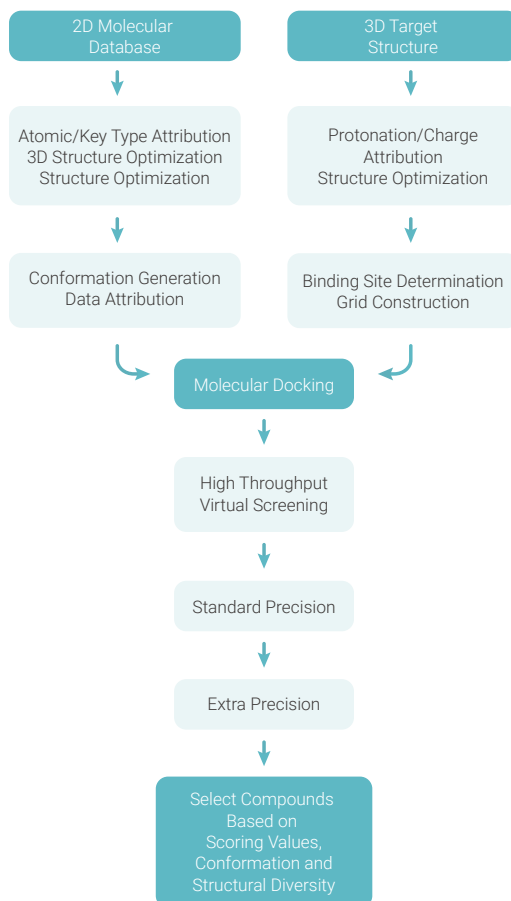 2D Molecular
Database
3D Target
Structure
Atomic/Key Type Attribution
3D Structure Optimization
Structure Optimization
Protonation/Charge
Attribution
Structure Optimization
Conformation Generation
Data Attribution
Binding Site Determination
Grid Construction
Molecular Docking
High Throughput
Virtual Screening
Standard Precision
Extra Precision
Select Compounds
Based on
Scoring Values,
Conformation and
Structural Diversity